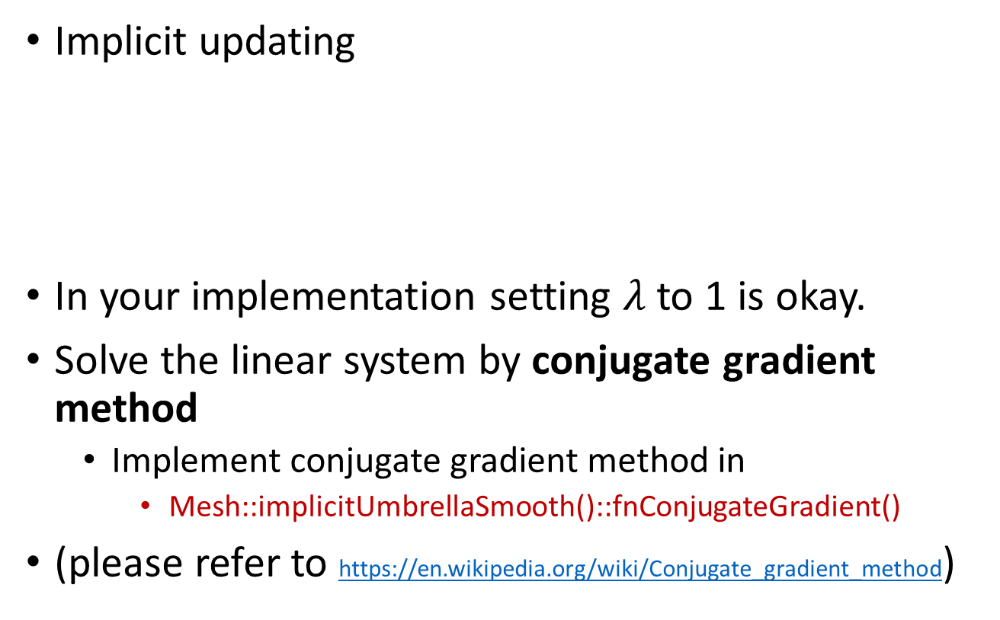 • Implicit updating
• In your implementation setting 𝜆 to 1 is okay.
• Solve the linear system by conjugate gradient
method
• Implement conjugate gradient method in
• Mesh::implicitUmbrellaSmooth()::fnConjugateGradient()
• (please refer to https://en.wikipedia.org/wiki/Conjugate_gradient_method)